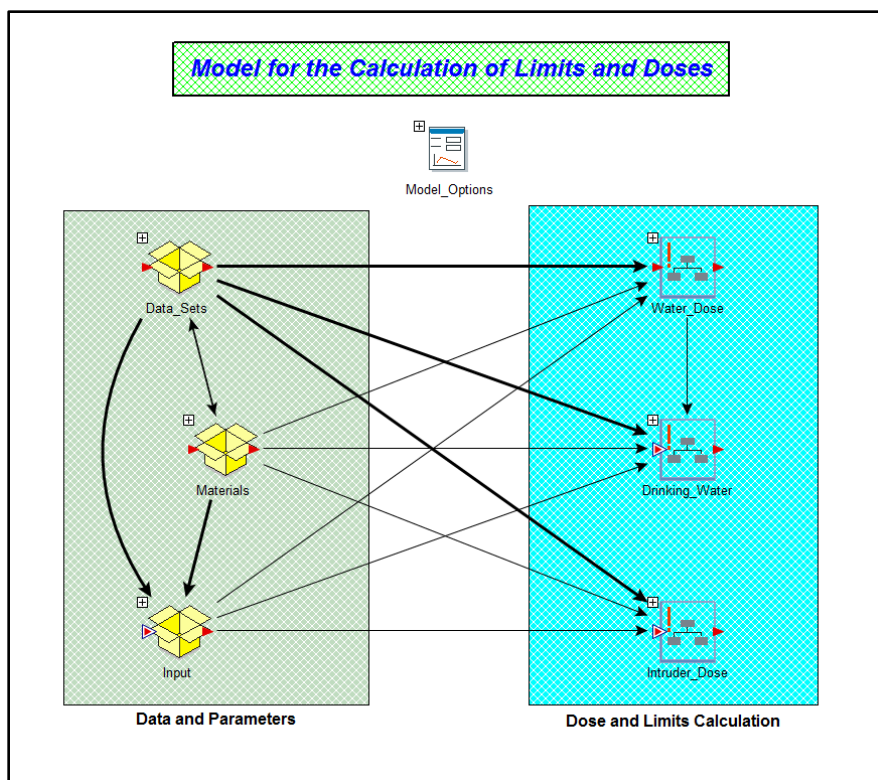 Model for the Calculation of Limits and Doses
Model_Options
Data_Sets
Water_Dose
Materials
Drinking_Water
Input
Intruder_Dose
Data and Parameters
Dose and Limits Calculation